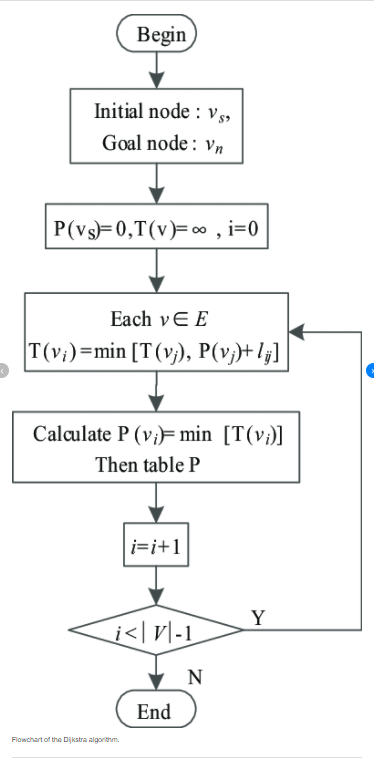 Begin
Initial node : vₛ,
Goal node : vₙ
P(vₛ)=0,T(v)=∞ , i=0
Each v∈ E
T(vᵢ)=min [T(vⱼ), P(vⱼ)+lᵢⱼ]
Calculate P (vᵢ)= min [T(vᵢ)]
Then table P
i=i+1
i<| V|-1
Y
N
End
Flowchart of the Dijkstra algorithm.